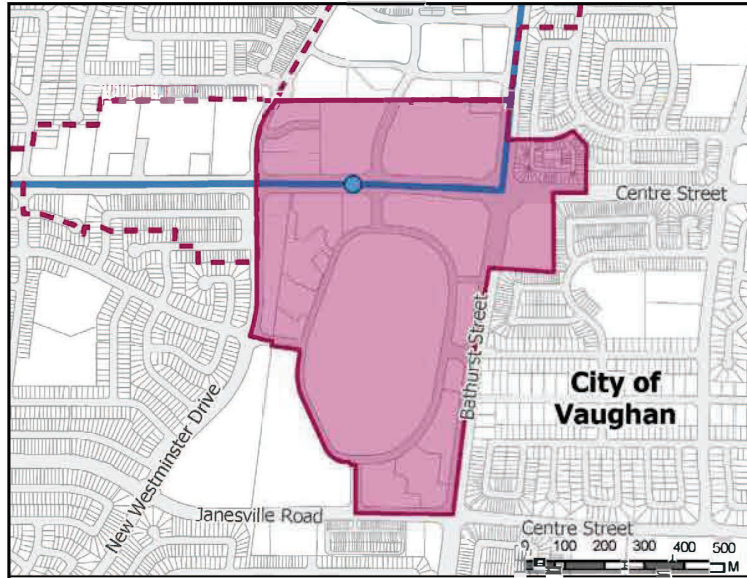 Centre Street
Bathurst Street
City of
Vaughan
New Westminster Drive
Janesville Road
Centre Street
0 100 200 300 400 500
M